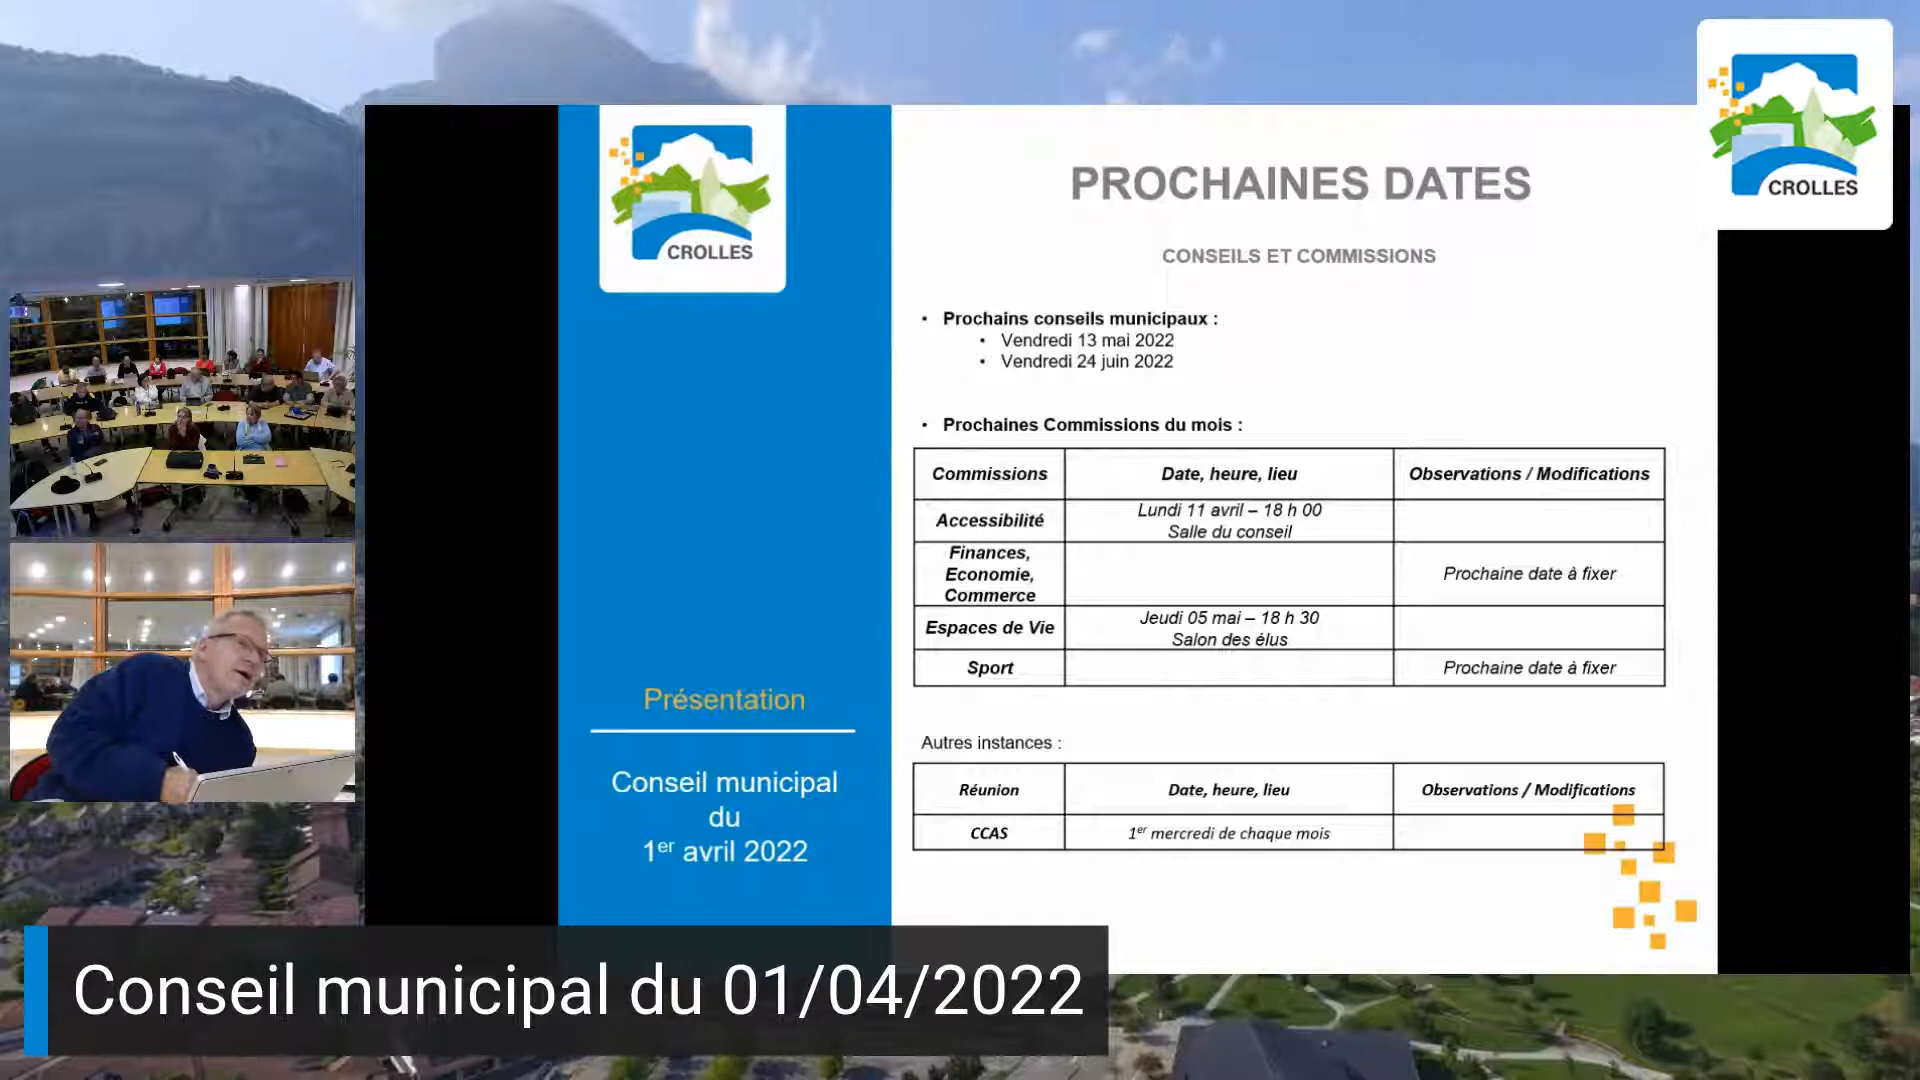 CROLLES
CROLLES
PROCHAINES DATES
CONSEILS ET COMMISSIONS
• Prochains conseils municipaux :
• Vendredi 13 mai 2022
• Vendredi 24 juin 2022
• Prochaines Commissions du mois :
Commissions Date, heure, lieu Observations / Modifications
Accessibilité Lundi 11 avril – 18 h 00
Salle du conseil
Finances,
Economie,
Commerce
Prochaine date à fixer
Espaces de Vie Jeudi 05 mai – 18 h 30
Salon des élus
Sport Prochaine date à fixer
Autres instances :
Réunion Date, heure, lieu Observations / Modifications
CCAS 1er mercredi de chaque mois
Présentation
Conseil municipal
du
1er avril 2022
Conseil municipal du 01/04/2022